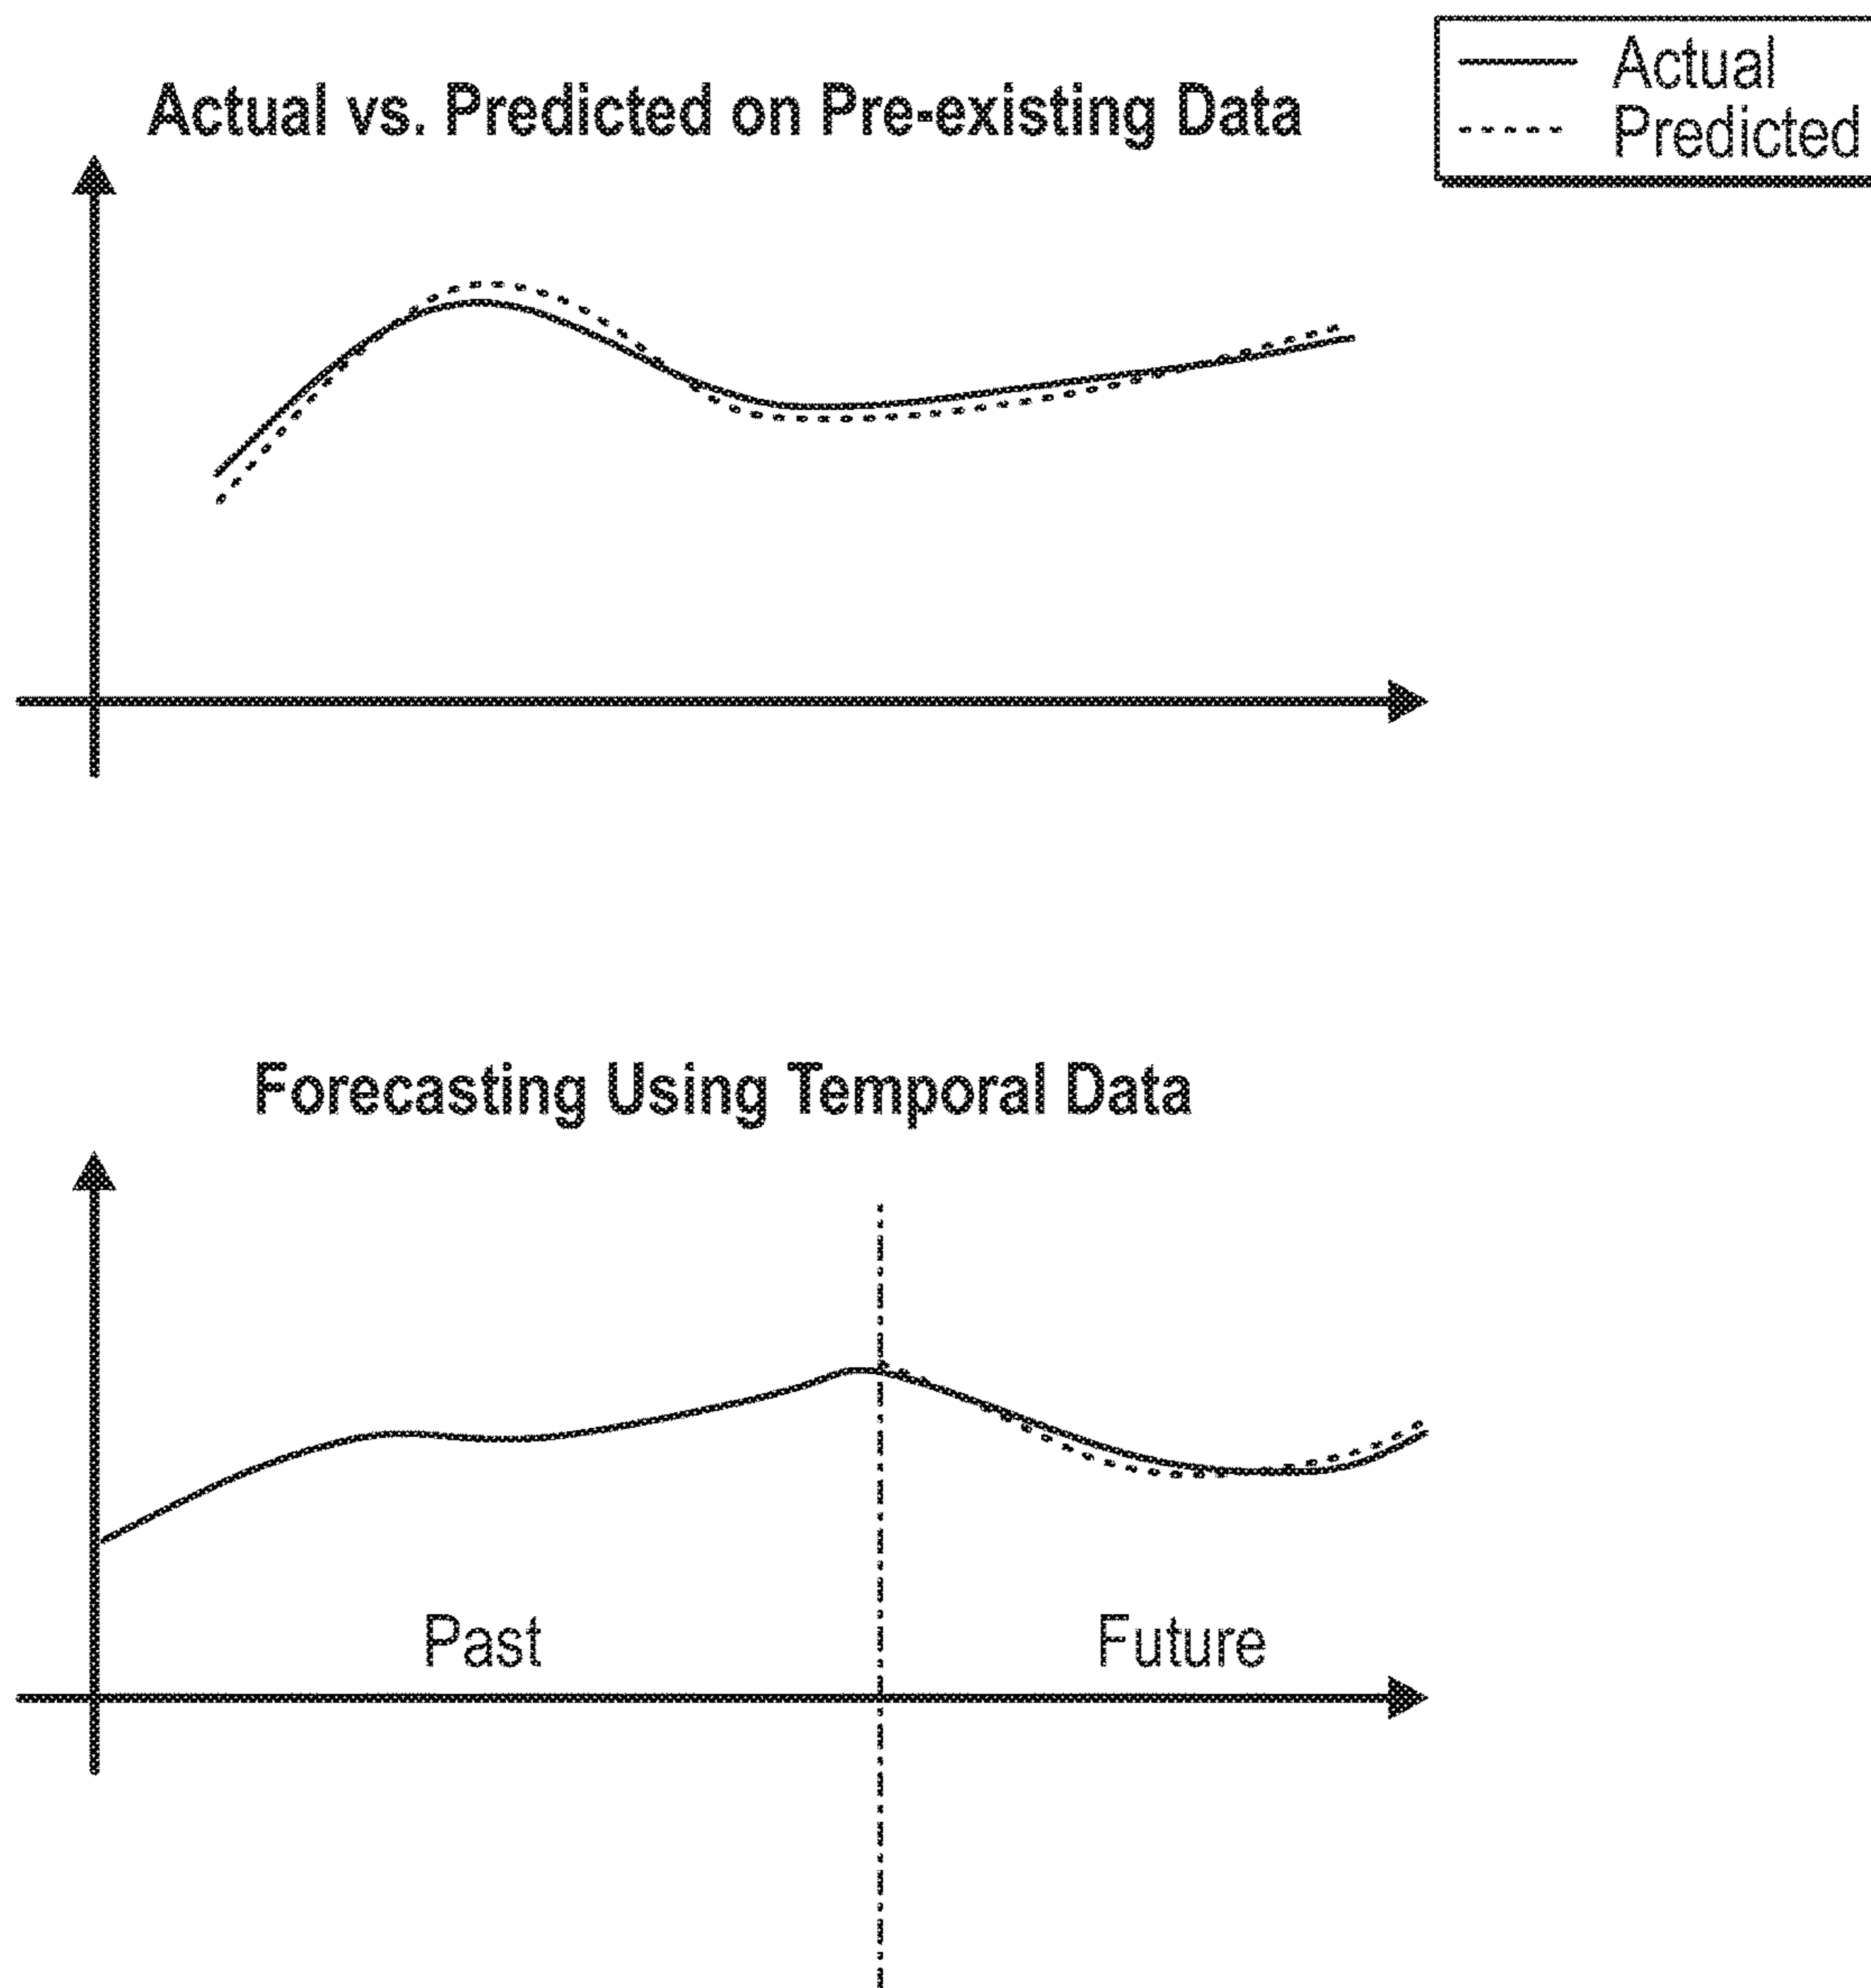 Actual vs. Predicted on Pre-existing Data
Actual
Predicted
Forecasting Using Temporal Data
Past
Future